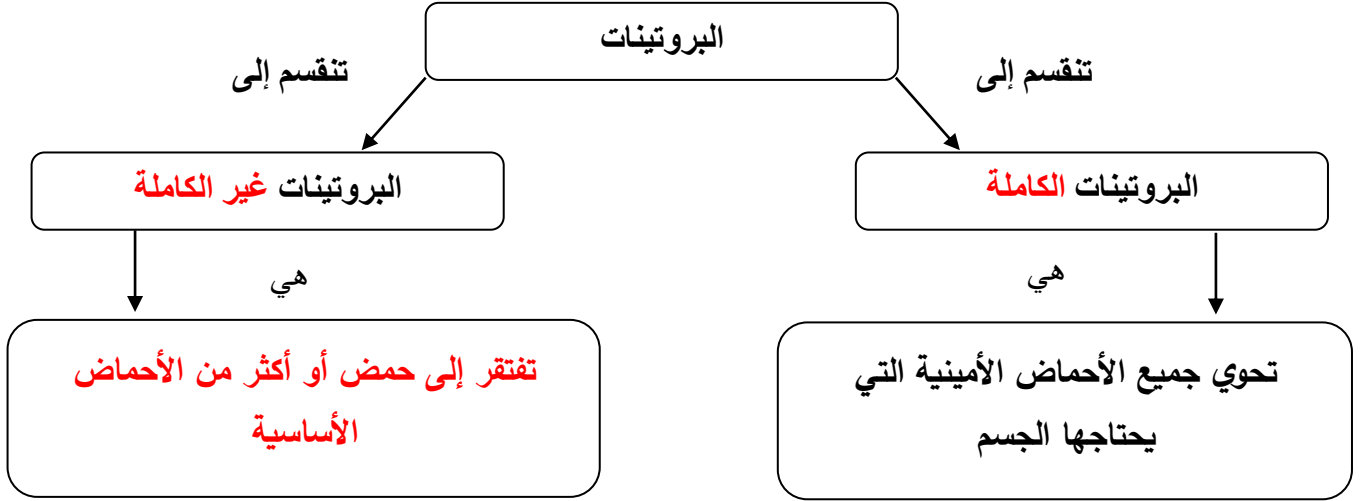 البروتينات
تنقسم إلى
تنقسم إلى
البروتينات الكاملة
البروتينات غير الكاملة
هي
هي
تحوي جميع الأحماض الأمينية التي
يحتاجها الجسم
تفتقر إلى حمض أو أكثر من الأحماض
الأساسية